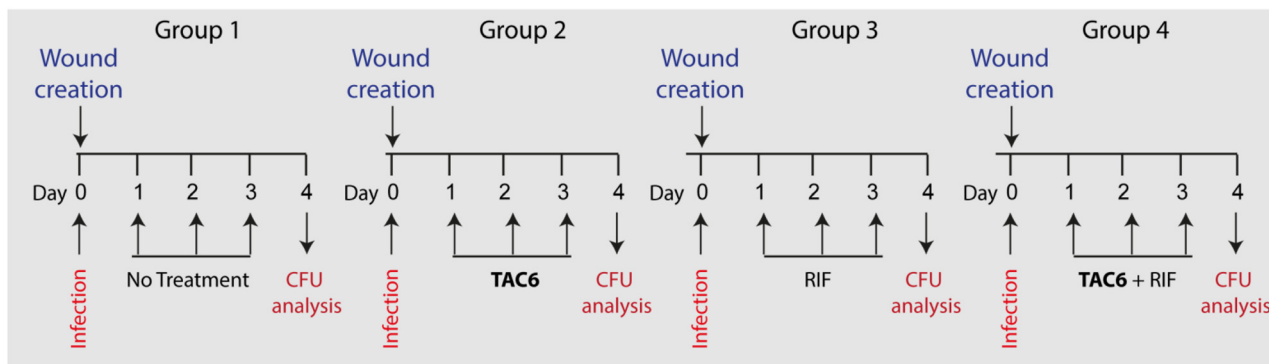 Group 1
Group 2
Group 3
Group 4
Wound
creation
Wound
creation
Wound
creation
Wound
creation
Day 0 1 2 3 4
Day 0 1 2 3 4
Day 0 1 2 3 4
Day 0 1 2 3 4
Infection
No Treatment
CFU
analysis
Infection
TAC6
CFU
analysis
Infection
RIF
CFU
analysis
Infection
TAC6 + RIF
CFU
analysis